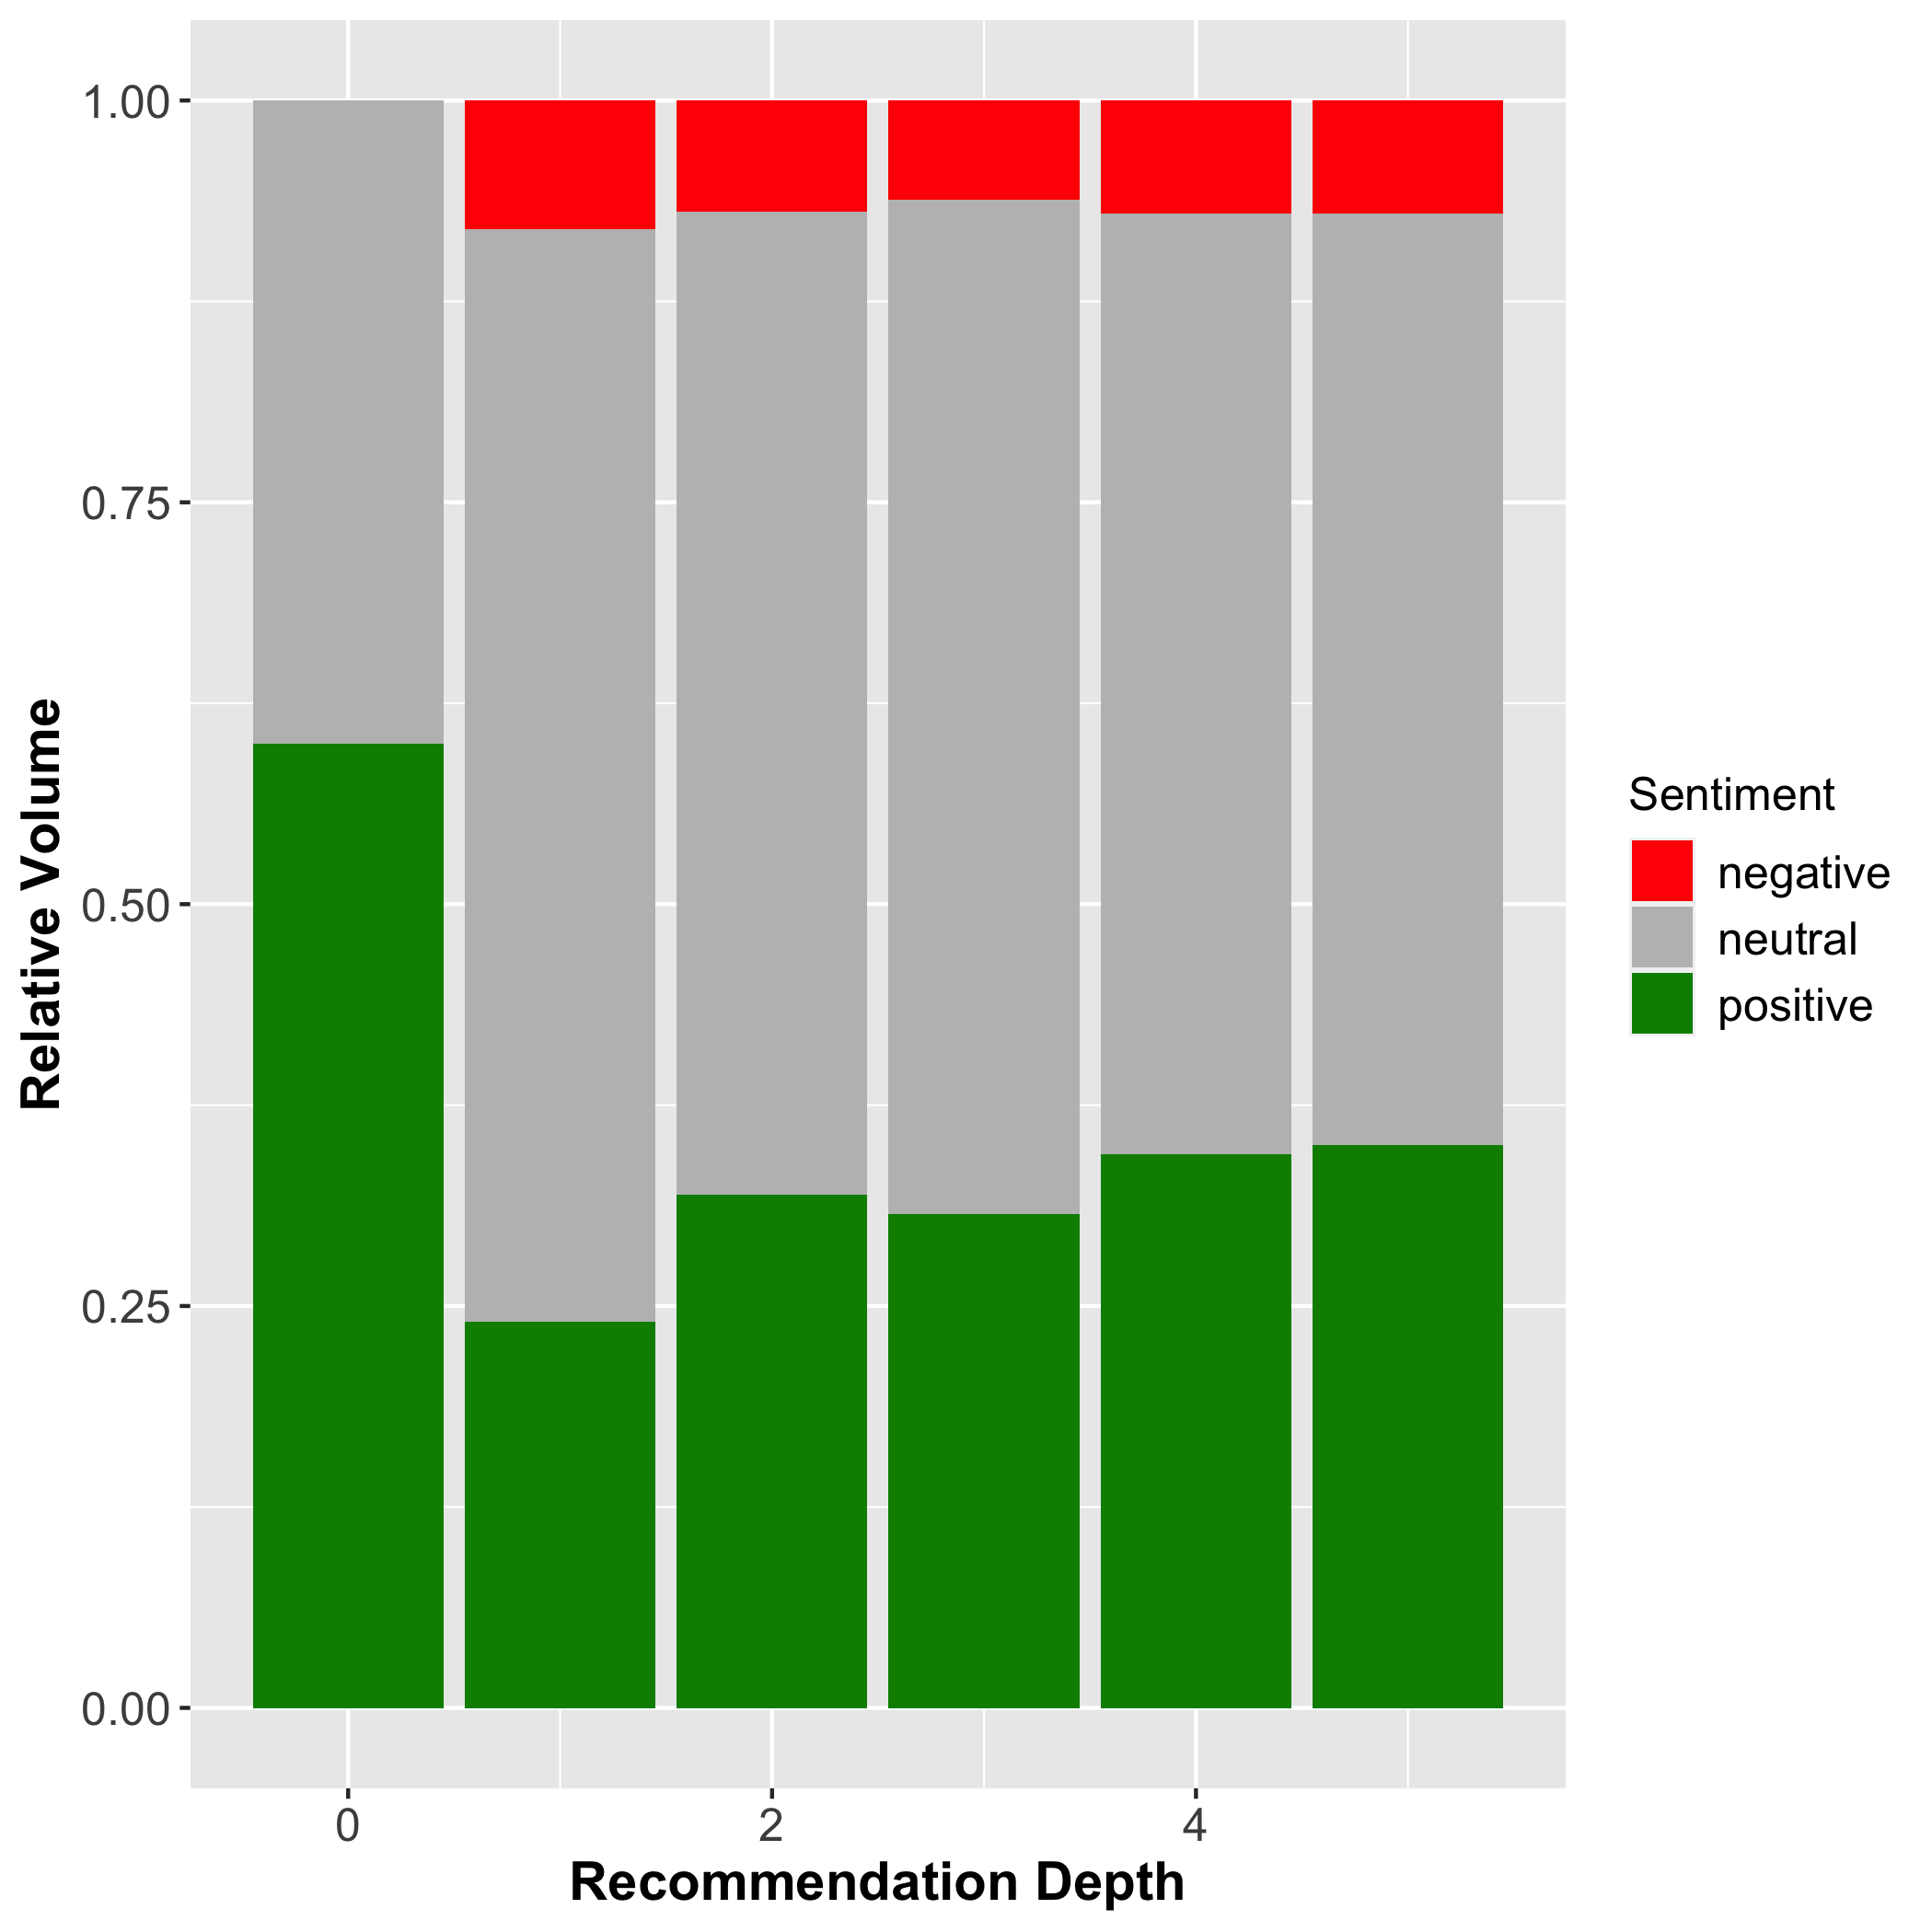 1.00
0.75
0.50
0.25
0.00
Relative Volume
0
2
4
Recommendation Depth
Sentiment
negative
neutral
positive